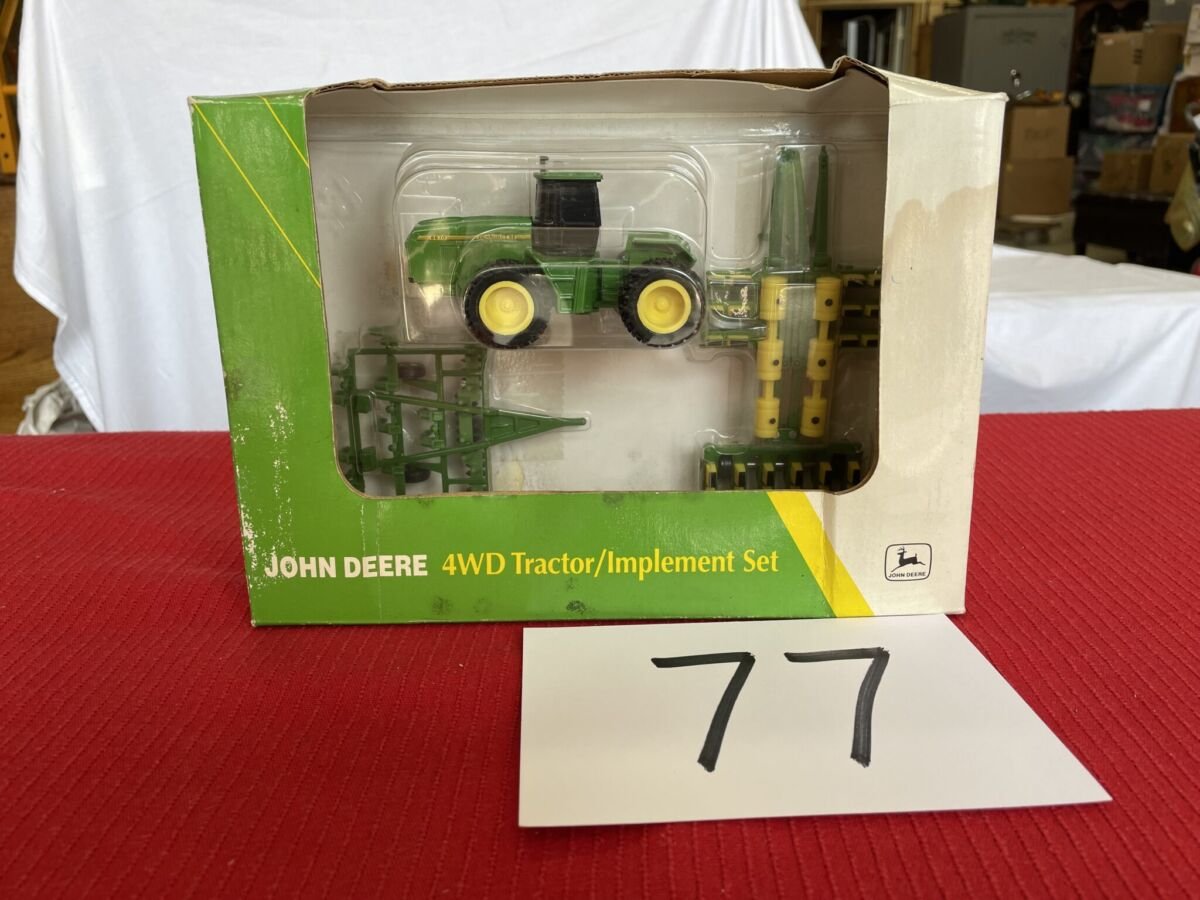 JOHN DEERE 4WD Tractor/Implement Set
JOHN DEERE
77